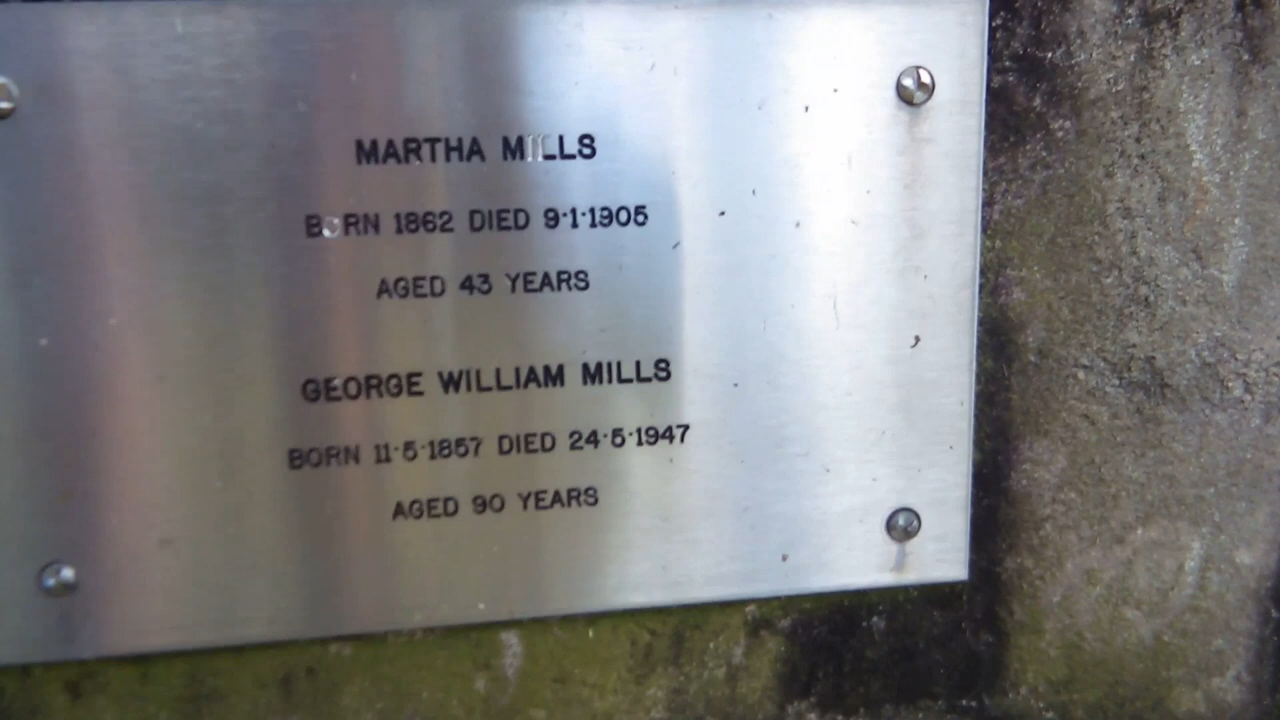 MARTHA MILLS
BORN 1862 DIED 9·1·1905
AGED 43 YEARS
GEORGE WILLIAM MILLS
BORN 11·5·1857 DIED 24·5·1947
AGED 90 YEARS